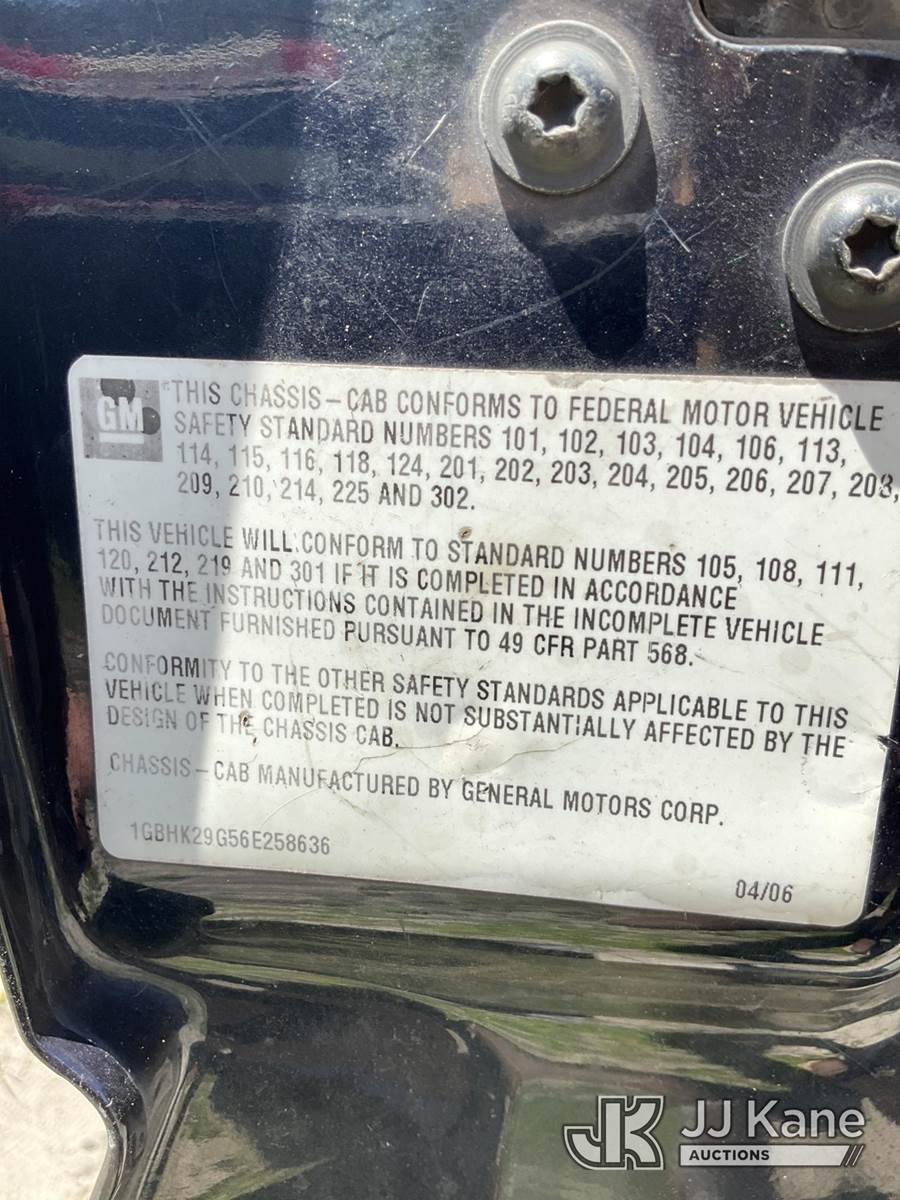 GM
THIS CHASSIS-CAB CONFORMS TO FEDERAL MOTOR VEHICLE
SAFETY STANDARD NUMBERS 101, 102, 103, 104, 106, 113,
114, 115, 116, 118, 124, 201, 202, 203, 204, 205, 206, 207, 208,
209, 210, 214, 225 AND 302.
THIS VEHICLE WILL CONFORM TO STANDARD NUMBERS 105, 108, 111,
120, 212, 219 AND 301 IF IT IS COMPLETED IN ACCORDANCE
WITH THE INSTRUCTIONS CONTAINED IN THE INCOMPLETE VEHICLE
DOCUMENT FURNISHED PURSUANT TO 49 CFR PART 568.
CONFORMITY TO THE OTHER SAFETY STANDARDS APPLICABLE TO THIS
VEHICLE WHEN COMPLETED IS NOT SUBSTANTIALLY AFFECTED BY THE
DESIGN OF THE CHASSIS CAB.
CHASSIS-CAB MANUFACTURED BY GENERAL MOTORS CORP.
1GBHK29G56E258636
04/06
JK JJ Kane
AUCTIONS